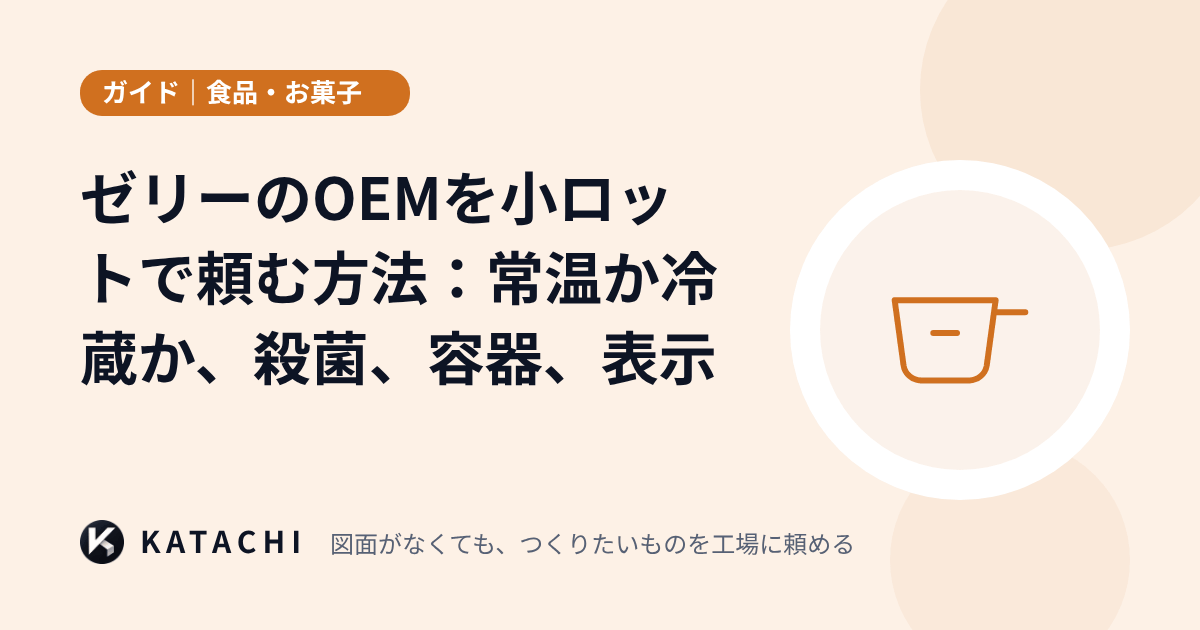 ガイド｜食品・お菓子
ゼリーのOEMを小ロッ
トで頼む方法：常温か冷
蔵か、殺菌、容器、表示
KATACHI 図面がなくても、つくりたいものを工場に頼める